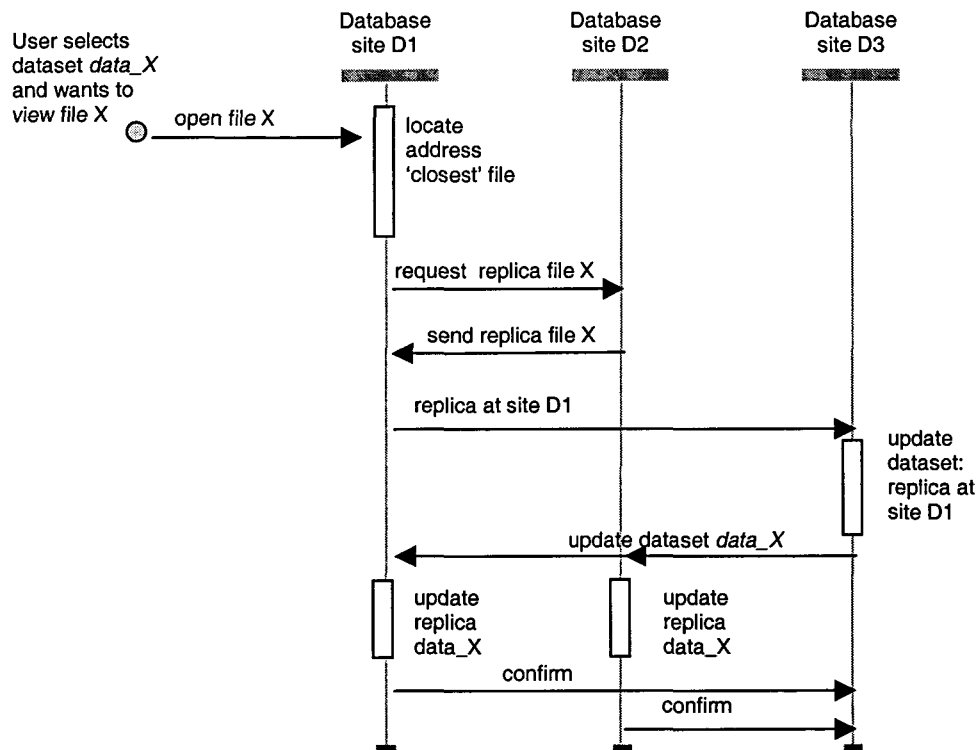 Database
site D1
Database
site D2
Database
site D3
User selects
dataset data_X
and wants to
view file X
open file X
locate
address
'closest' file
request replica file X
send replica file X
replica at site D1
update
dataset:
replica at
site D1
update dataset data_X
update
replica
data_X
update
replica
data_X
confirm
confirm